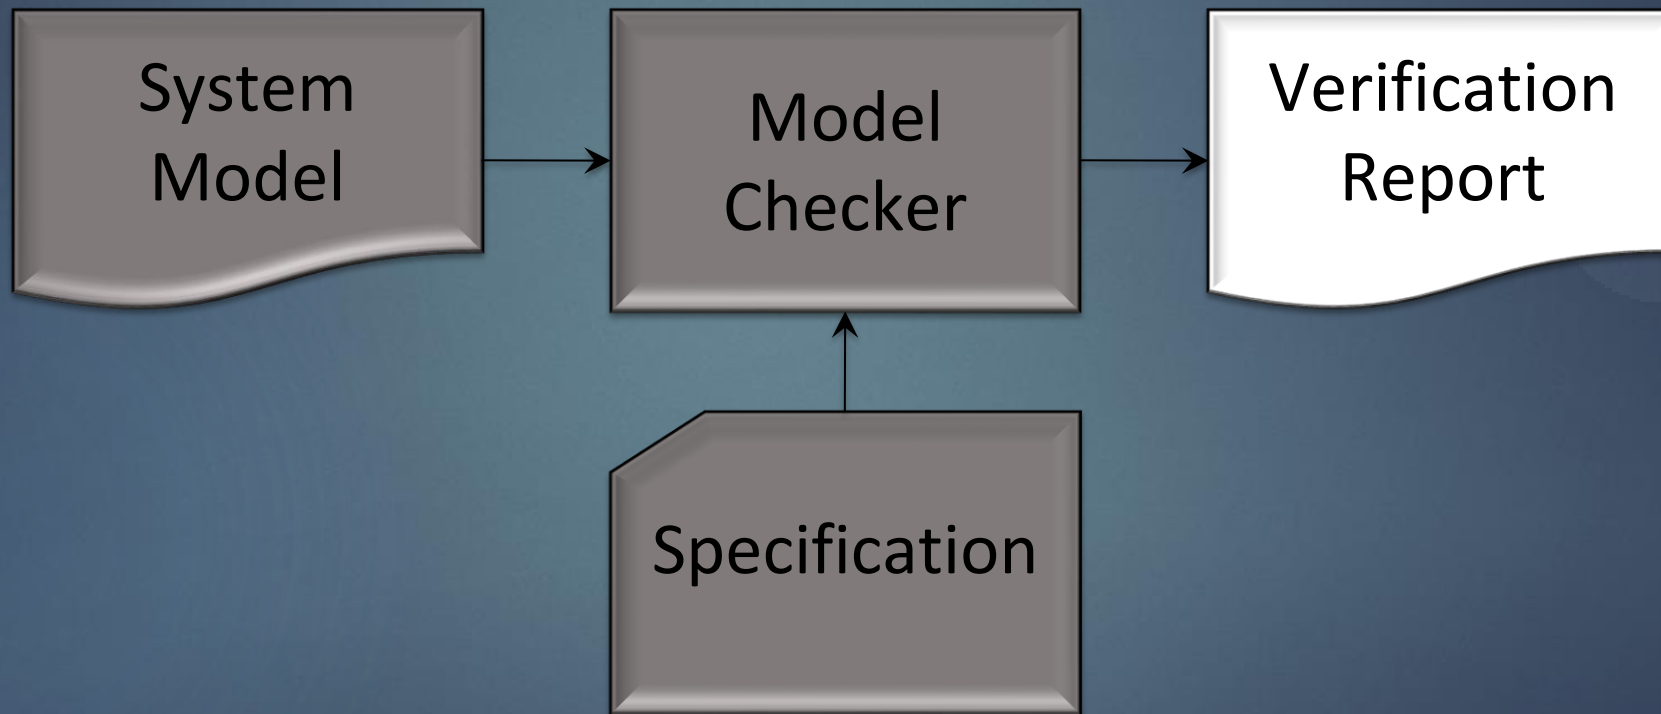 System
Model
Model
Checker
Verification
Report
Specification